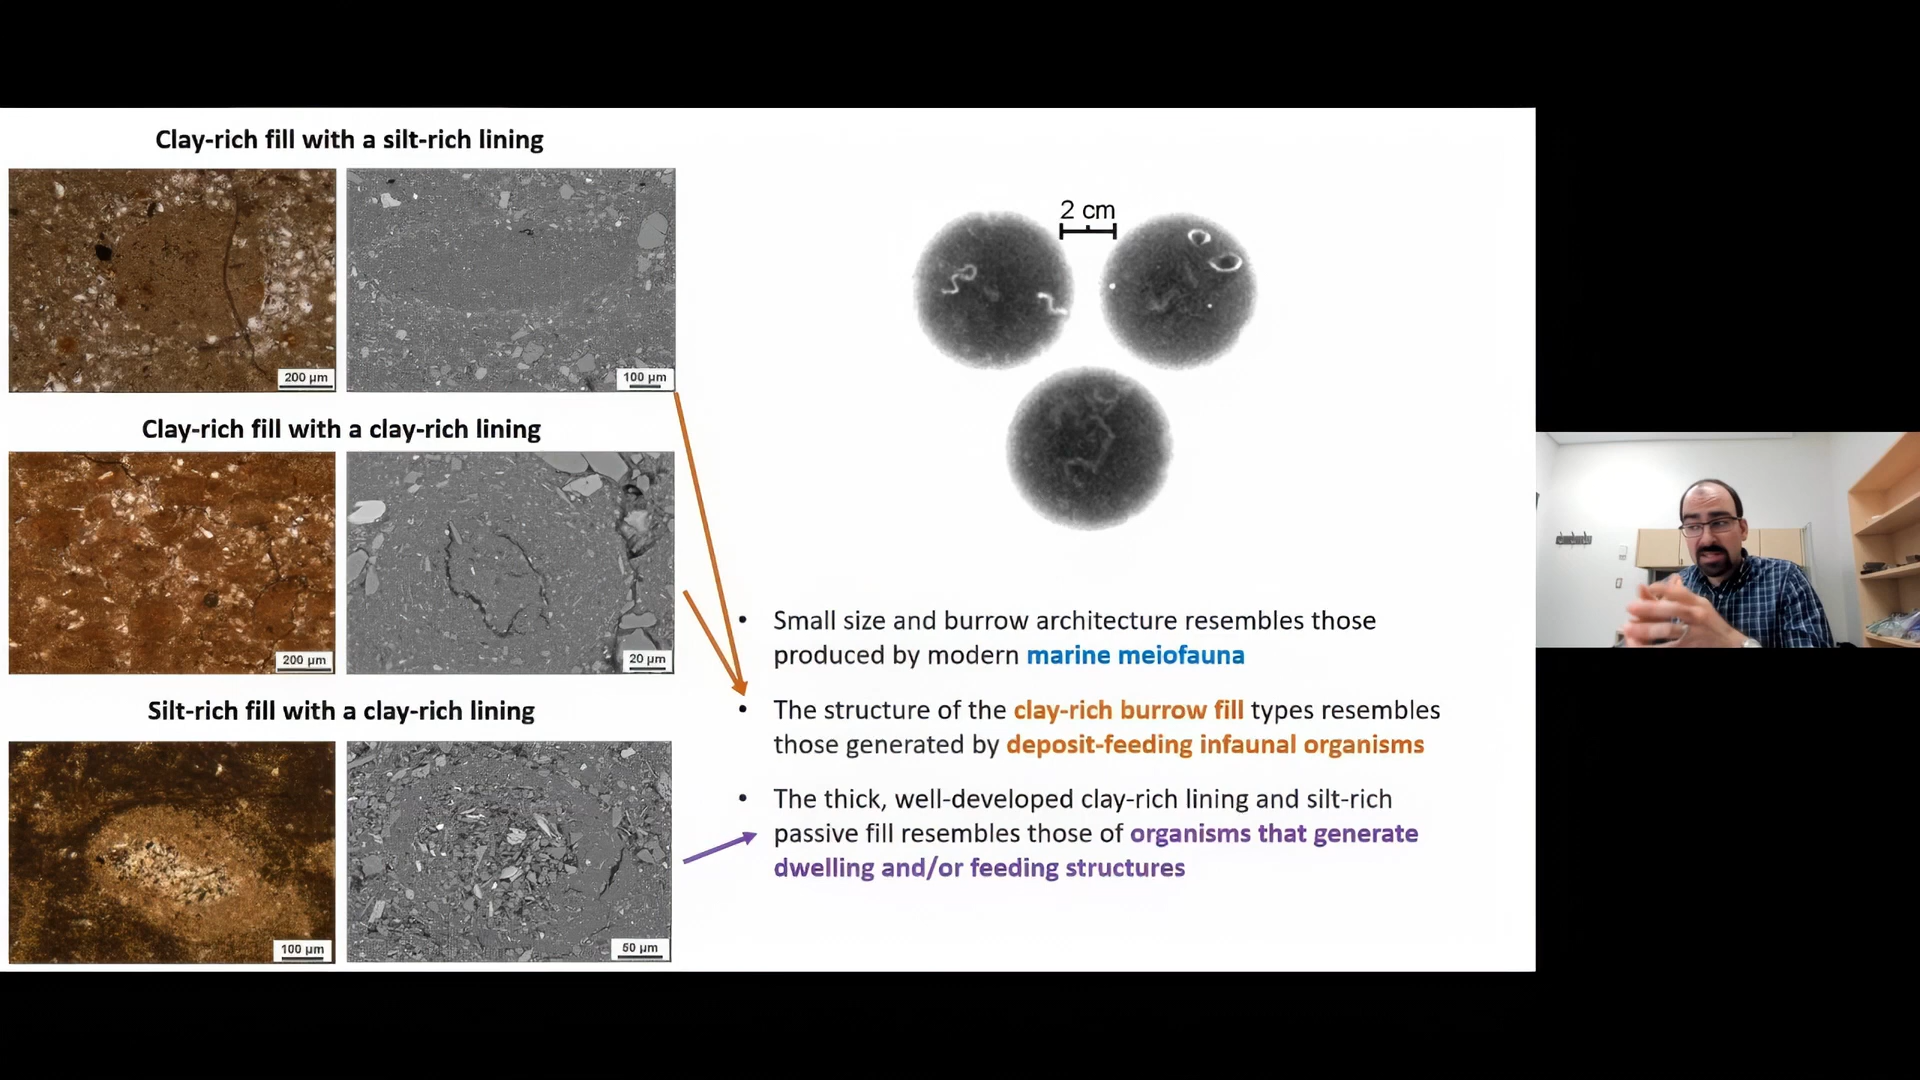 Clay-rich fill with a silt-rich lining
200 µm
100 µm
Clay-rich fill with a clay-rich lining
200 µm
20 µm
Silt-rich fill with a clay-rich lining
100 µm
50 µm
2 cm
• Small size and burrow architecture resembles those
produced by modern marine meiofauna
• The structure of the clay-rich burrow fill types resembles
those generated by deposit-feeding infaunal organisms
• The thick, well-developed clay-rich lining and silt-rich
passive fill resembles those of organisms that generate
dwelling and/or feeding structures